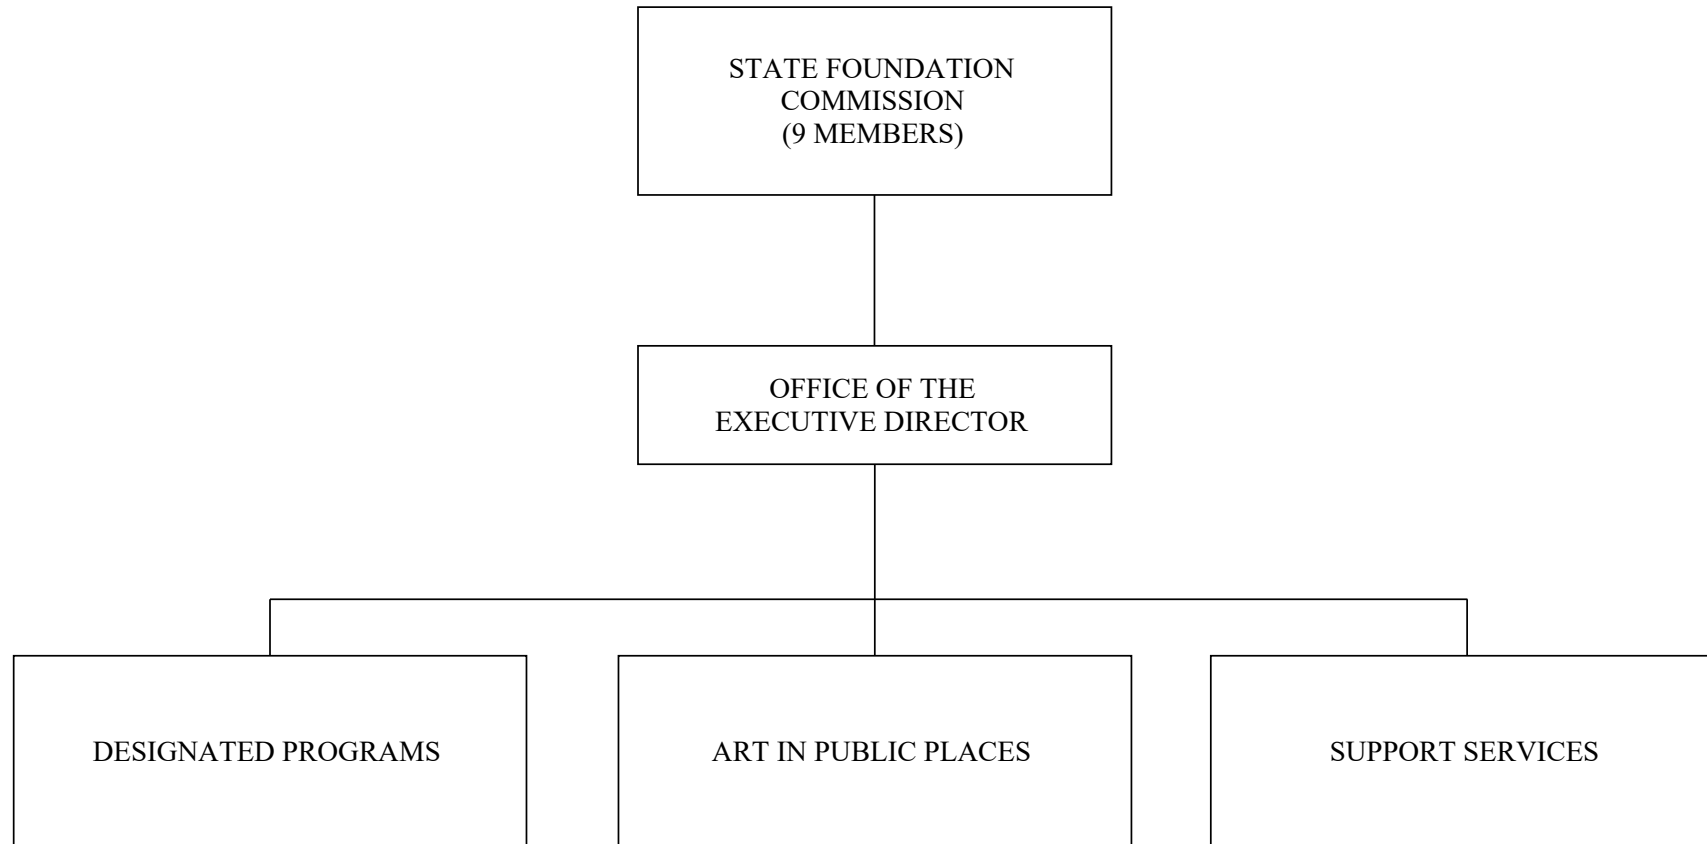 STATE FOUNDATION
COMMISSION
(9 MEMBERS)
OFFICE OF THE
EXECUTIVE DIRECTOR
DESIGNATED PROGRAMS
ART IN PUBLIC PLACES
SUPPORT SERVICES